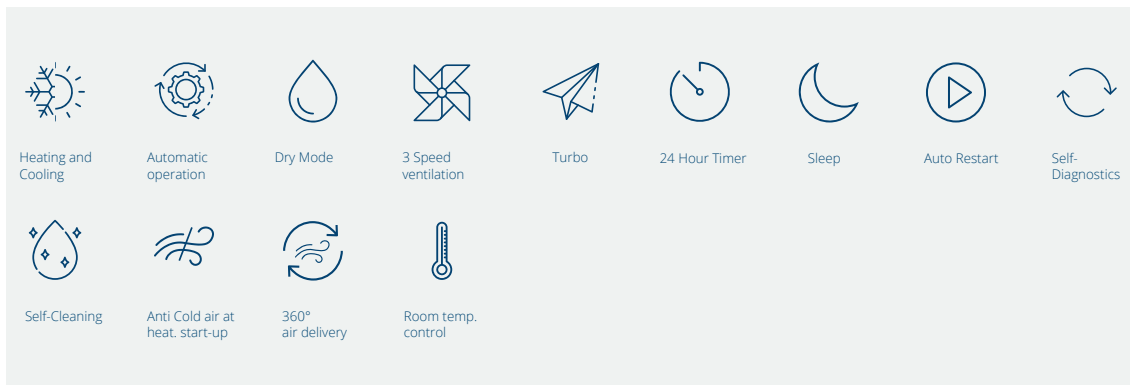 Heating and
Cooling
Automatic
operation
Dry Mode
3 Speed
ventilation
Turbo
24 Hour Timer
Sleep
Auto Restart
Self-
Diagnostics
Self-Cleaning
Anti Cold air at
heat. start-up
360°
air delivery
Room temp.
control